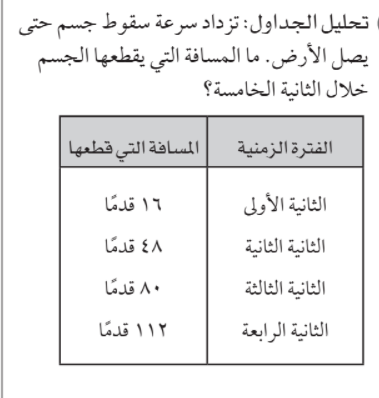 ) تحليل الجداول: تزداد سرعة سقوط جسم حتى
يصل الأرض. ما المسافة التي يقطعها الجسم
خلال الثانية الخامسة؟
الفترة الزمنية المسافة التي قطعها
الثانية الأولى ١٦ قدمًا
الثانية الثانية ٤٨ قدمًا
الثانية الثالثة ٨٠ قدمًا
الثانية الرابعة ١١٢ قدمًا